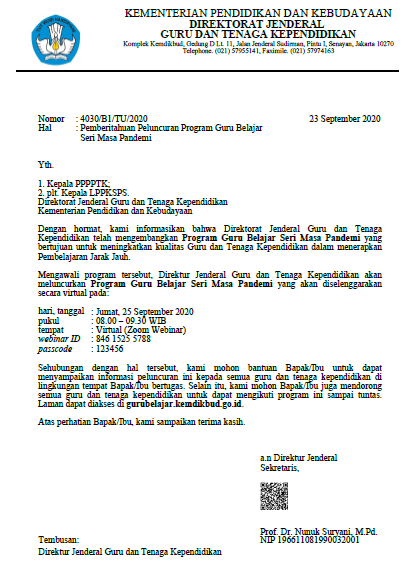 KEMENTERIAN PENDIDIKAN DAN KEBUDAYAAN
DIREKTORAT JENDERAL
GURU DAN TENAGA KEPENDIDIKAN
Komplek Kemdikbud, Gedung D Lt. 11, Jalan Jenderal Sudirman, Pintu I, Senayan, Jakarta 10270
Telephone. (021) 57955141, Faximile. (021) 57974163
Nomor : 4030/B1/TU/2020 23 September 2020
Hal : Pemberitahuan Peluncuran Program Guru Belajar
Seri Masa Pandemi
Yth.
1. Kepala PPPPTK;
2. plt. Kepala LPPKSPS.
Direktorat Jenderal Guru dan Tenaga Kependidikan
Kementerian Pendidikan dan Kebudayaan
Dengan hormat, kami informasikan bahwa Direktorat Jenderal Guru dan Tenaga
Kependidikan telah mengembangkan Program Guru Belajar Seri Masa Pandemi yang
bertujuan untuk meningkatkan kualitas Guru dan Tenaga Kependidikan dalam menerapkan
Pembelajaran Jarak Jauh.
Mengawali program tersebut, Direktur Jenderal Guru dan Tenaga Kependidikan akan
meluncurkan Program Guru Belajar Seri Masa Pandemi yang akan diselenggarakan
secara virtual pada:
hari, tanggal : Jumat, 25 September 2020
pukul : 08.00 – 09.30 WIB
tempat : Virtual (Zoom Webinar)
webinar ID : 846 1525 5788
passcode : 123456
Sehubungan dengan hal tersebut, kami mohon bantuan Bapak/Ibu untuk dapat
menyampaikan informasi peluncuran ini kepada semua guru dan tenaga kependidikan di
lingkungan tempat Bapak/Ibu bertugas. Selain itu, kami mohon Bapak/Ibu juga mendorong
semua guru dan tenaga kependidikan untuk dapat mengikuti program ini sampai tuntas.
Laman dapat diakses di gurubelajar.kemdikbud.go.id.
Atas perhatian Bapak/Ibu, kami sampaikan terima kasih.
a.n Direktur Jenderal
Sekretaris,
Prof. Dr. Nunuk Suryani, M.Pd.
NIP 196611081990032001
Tembusan:
Direktur Jenderal Guru dan Tenaga Kependidikan